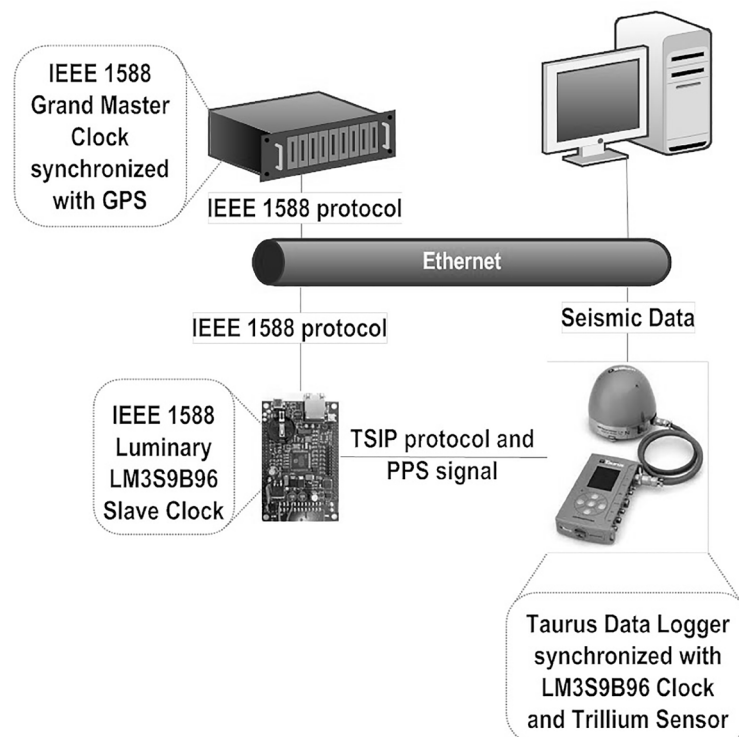 IEEE 1588
Grand Master
Clock
synchronized
with GPS
IEEE 1588 protocol
Ethernet
IEEE 1588 protocol
Seismic Data
IEEE 1588
Luminary
LM3S9B96
Slave Clock
TSIP protocol and
PPS signal
Taurus
Taurus Data Logger
synchronized with
LM3S9B96 Clock
and Trillium Sensor